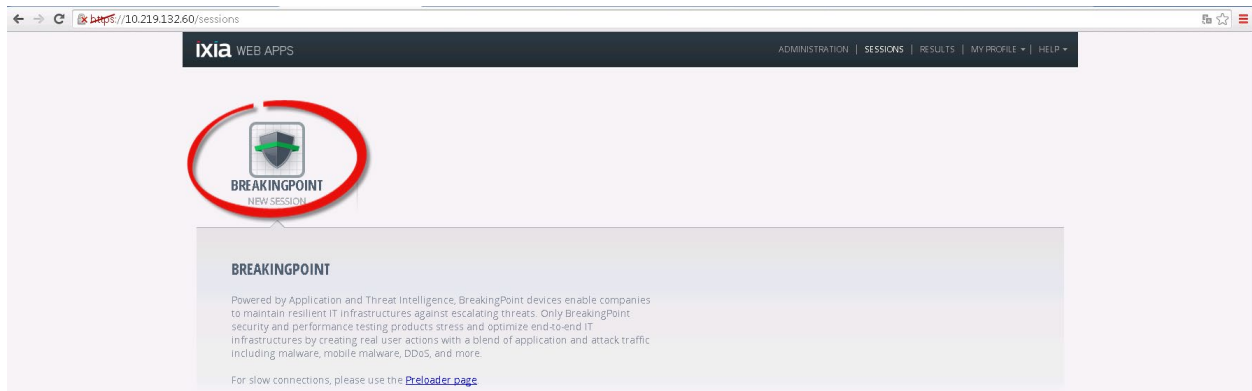 https://10.219.132.60/sessions
ixia WEB APPS
ADMINISTRATION | SESSIONS | RESULTS | MY PROFILE | HELP
BREAKINGPOINT
NEW SESSION
BREAKINGPOINT
Powered by Application and Threat Intelligence, BreakingPoint devices enable companies
to maintain resilient IT infrastructures against escalating threats. Only BreakingPoint
security and performance testing products stress and optimize end-to-end IT
infrastructures by creating real user actions with a blend of application and attack traffic
including malware, mobile malware, DDoS, and more.
For slow connections, please use the Preloader page